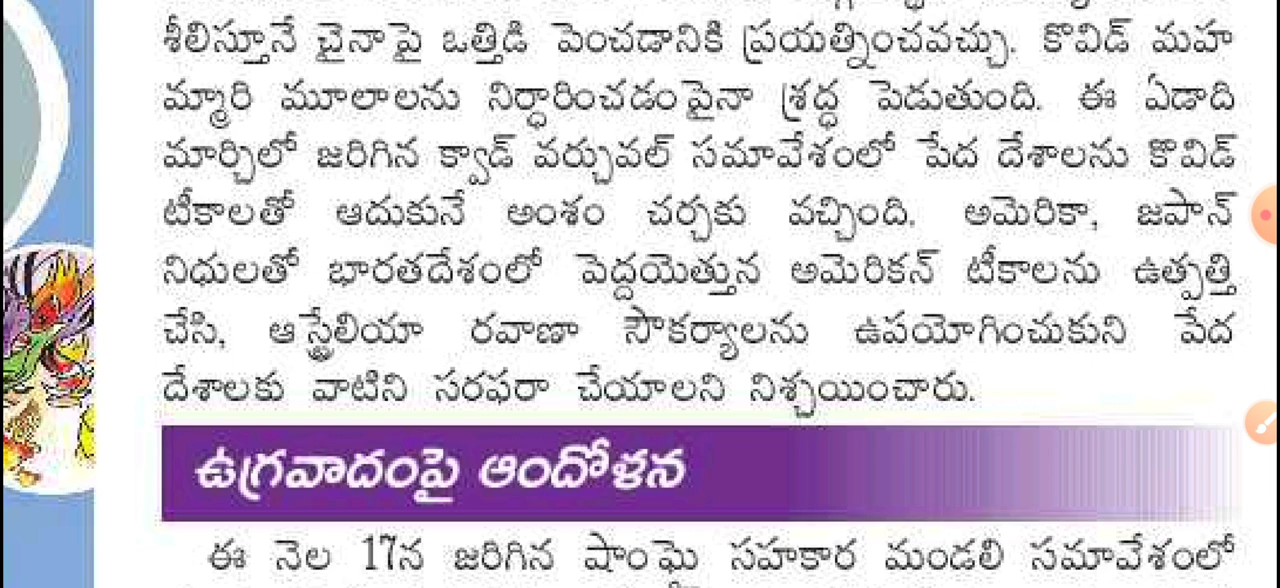 శీలిస్తూనే చైనాపై ఒత్తిడి పెంచడానికి ప్రయత్నించవచ్చు. కొవిడ్ మహ
మ్మారి మూలాలను నిర్ధారించడంపైనా శ్రద్ధ పెడుతుంది. ఈ ఏడాది
మార్చిలో జరిగిన క్వాడ్ వర్చువల్ సమావేశంలో పేద దేశాలను కొవిడ్
టీకాలతో ఆదుకునే అంశం చర్చకు వచ్చింది. అమెరికా, జపాన్
నిధులతో భారతదేశంలో పెద్దయెత్తున అమెరికన్ టీకాలను ఉత్పత్తి
చేసి, ఆస్ట్రేలియా రవాణా సౌకర్యాలను ఉపయోగించుకుని పేద
దేశాలకు వాటిని సరఫరా చేయాలని నిశ్చయించారు.
ఉగ్రవాదంపై ఆందోళన
ఈ నెల 17న జరిగిన షాంఘై సహకార మండలి సమావేశంలో